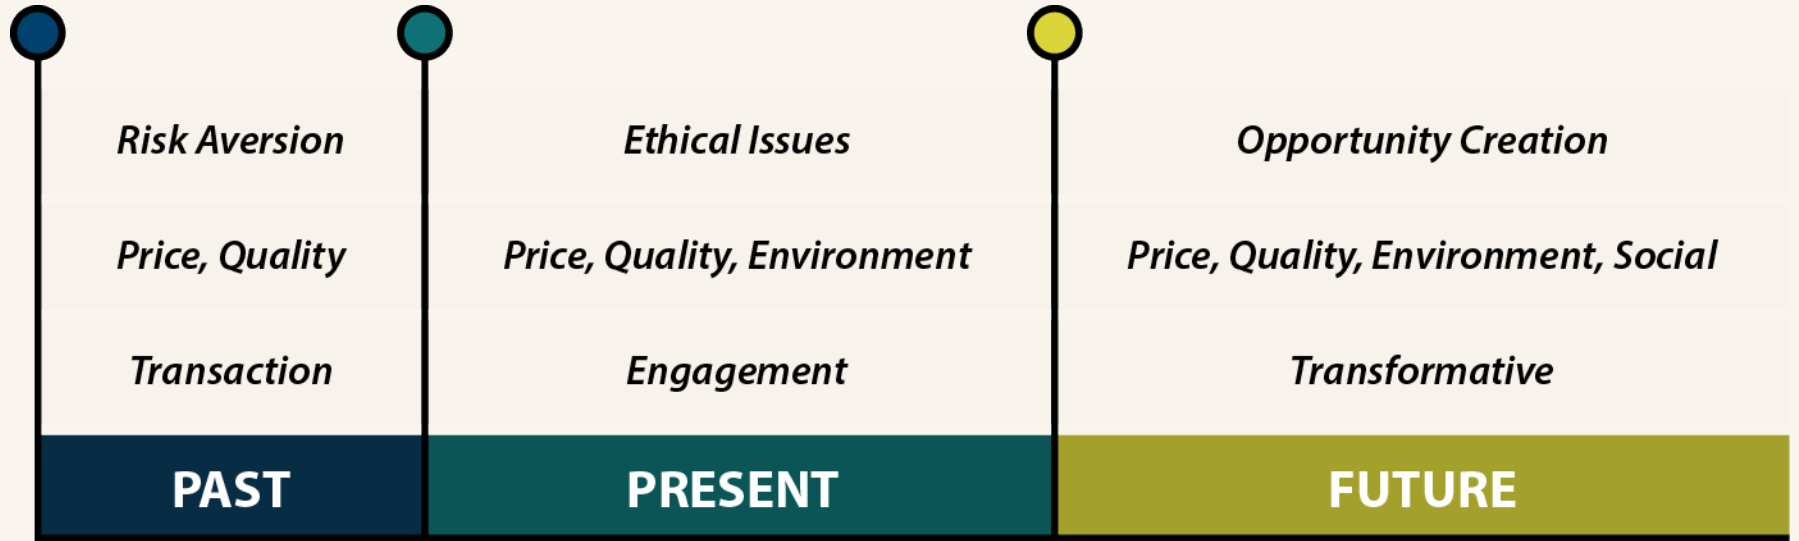 Risk Aversion
Ethical Issues
Opportunity Creation
Price, Quality
Price, Quality, Environment
Price, Quality, Environment, Social
Transaction
Engagement
Transformative
PAST
PRESENT
FUTURE